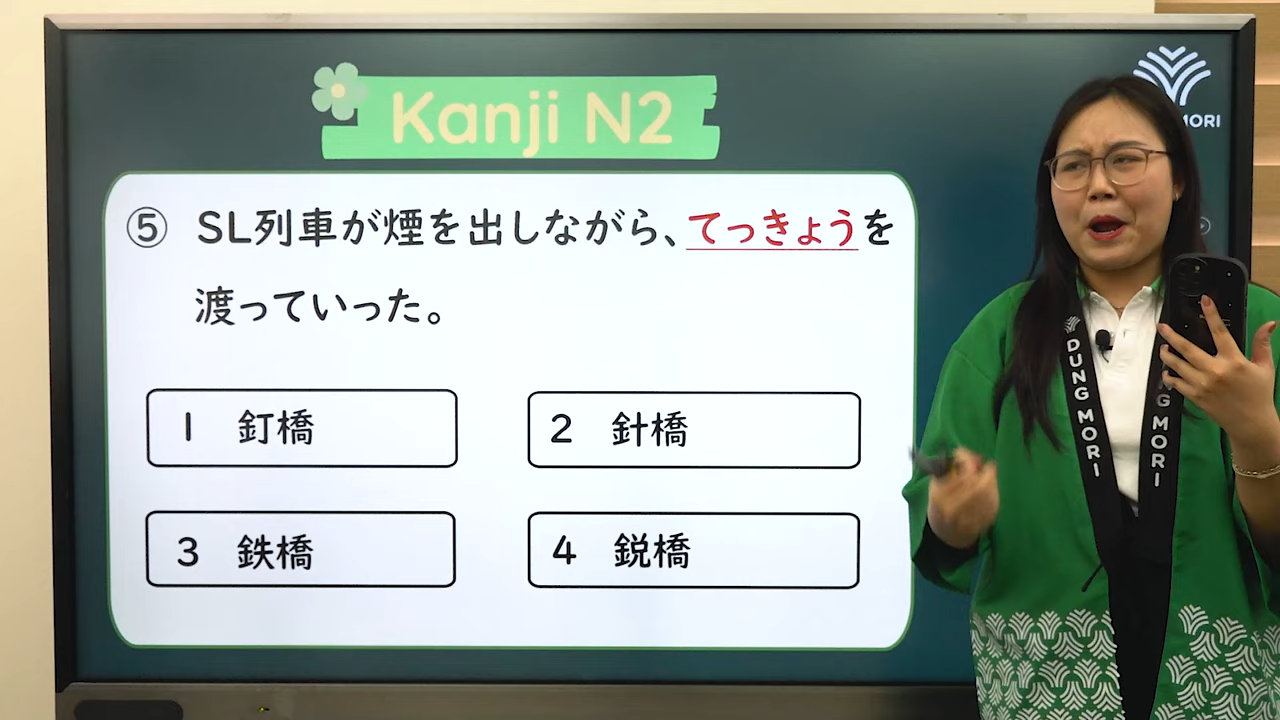 Kanji N2
⑤ SL列車が煙を出しながら、てっきょうを
渡っていった。
1 釘橋
2 針橋
3 鉄橋
4 鋭橋
MORI
DUNG MORI
NG MORI